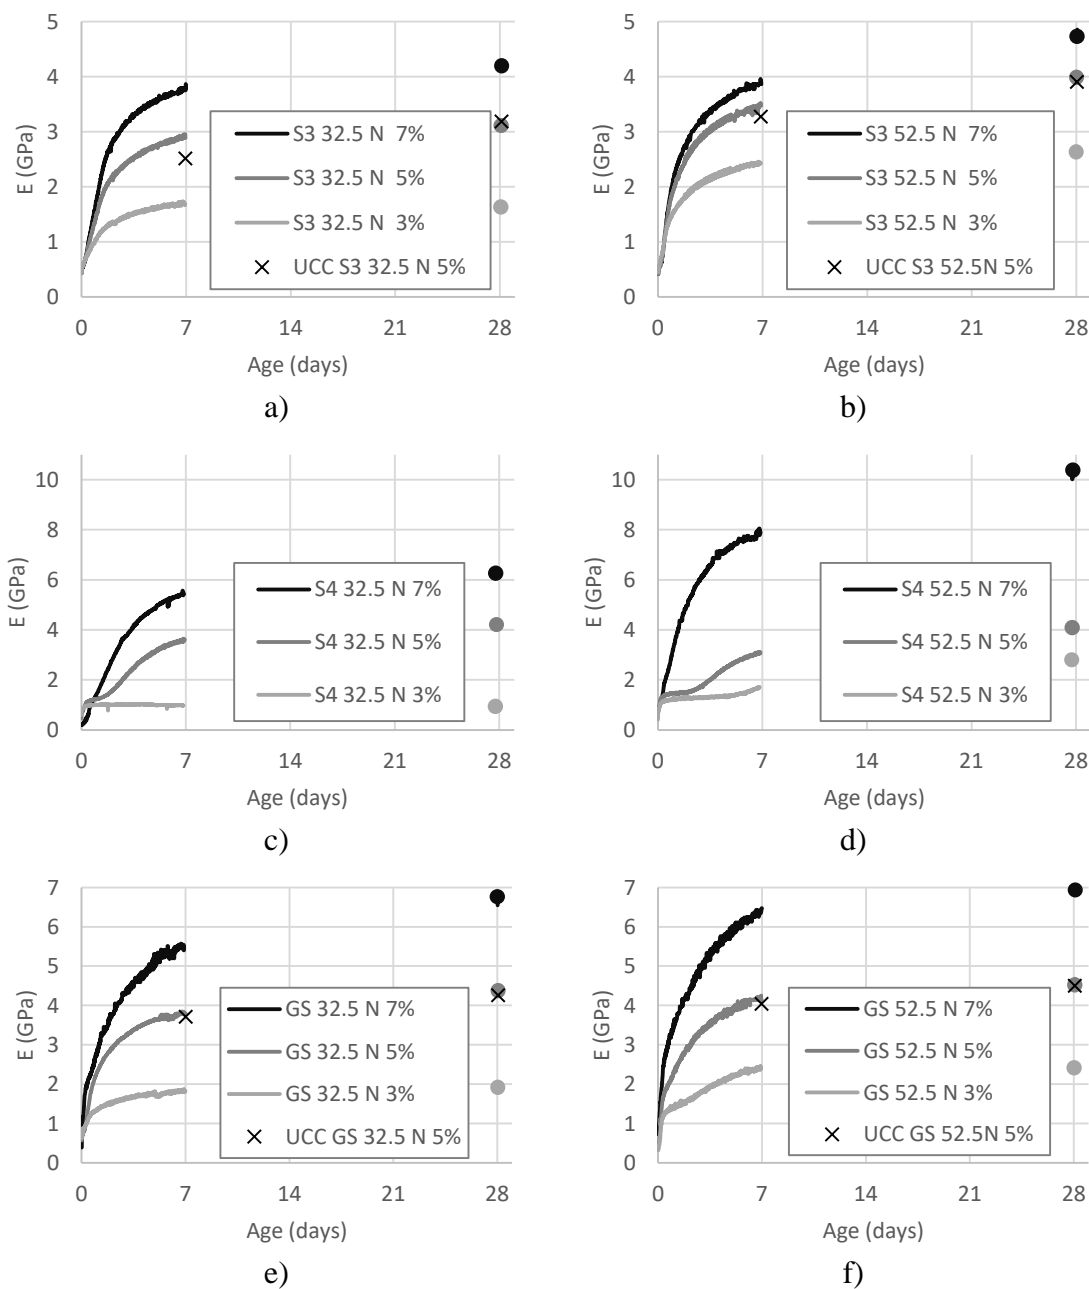 5
4
3
2
1
0
E (GPa)
S3 32.5 N 7%
S3 32.5 N 5%
S3 32.5 N 3%
UCC S3 32.5 N 5%
0 7 14 21 28
Age (days)
a)
5
4
3
2
1
0
E (GPa)
S3 52.5 N 7%
S3 52.5 N 5%
S3 52.5 N 3%
UCC S3 52.5N 5%
0 7 14 21 28
Age (days)
b)
10
8
6
4
2
0
E (GPa)
S4 32.5 N 7%
S4 32.5 N 5%
S4 32.5 N 3%
0 7 14 21 28
Age (days)
c)
10
8
6
4
2
0
E (GPa)
S4 52.5 N 7%
S4 52.5 N 5%
S4 52.5 N 3%
0 7 14 21 28
Age (days)
d)
7
6
5
4
3
2
1
0
E (GPa)
GS 32.5 N 7%
GS 32.5 N 5%
GS 32.5 N 3%
UCC GS 32.5 N 5%
0 7 14 21 28
Age (days)
e)
7
6
5
4
3
2
1
0
E (GPa)
GS 52.5 N 7%
GS 52.5 N 5%
GS 52.5 N 3%
UCC GS 52.5N 5%
0 7 14 21 28
Age (days)
f)